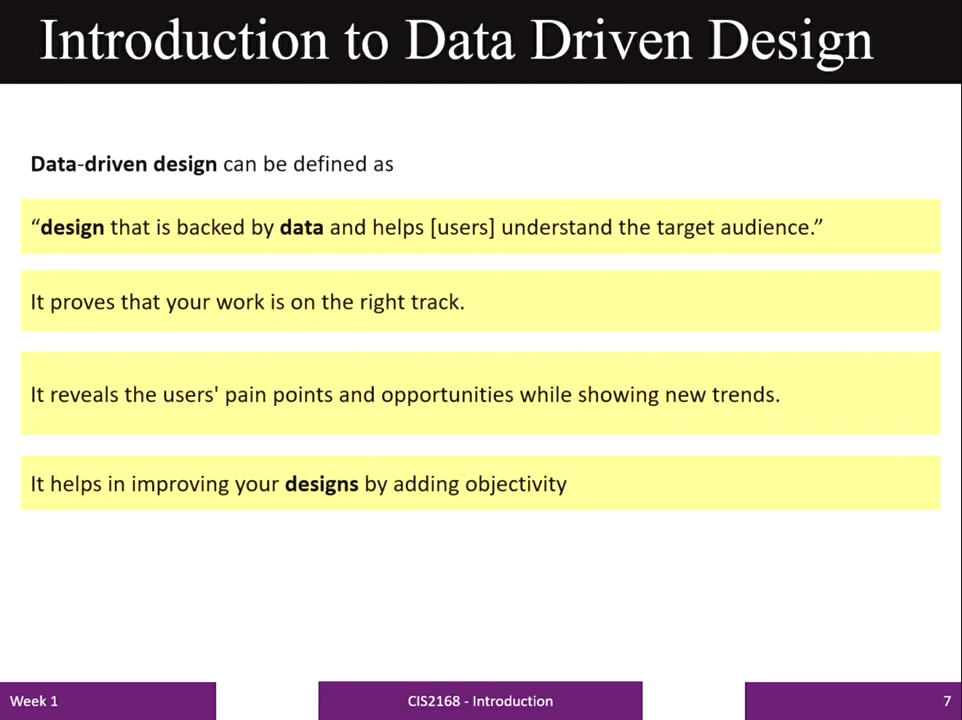 Introduction to Data Driven Design
Data-driven design can be defined as
“design that is backed by data and helps [users] understand the target audience.”
It proves that your work is on the right track.
It reveals the users' pain points and opportunities while showing new trends.
It helps in improving your designs by adding objectivity
Week 1
CIS2168 - Introduction
7